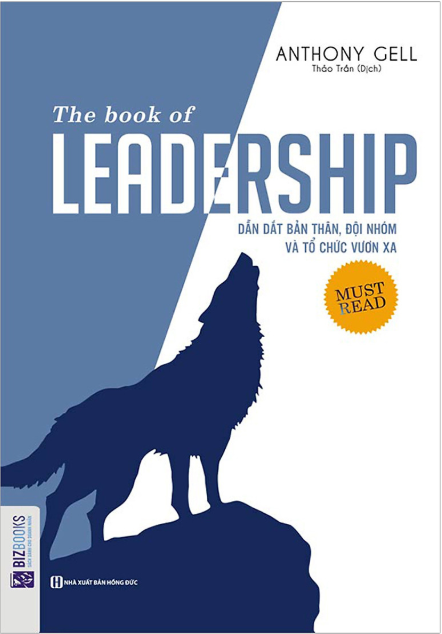 ANTHONY GELL
Thảo Trần (Dịch)
The book of
LEADERSHIP
DẪN DẮT BẢN THÂN, ĐỘI NHÓM
VÀ TỔ CHỨC VƯƠN XA
MUST
READ
BIZBOOKS
NHÀ XUẤT BẢN HỒNG ĐỨC